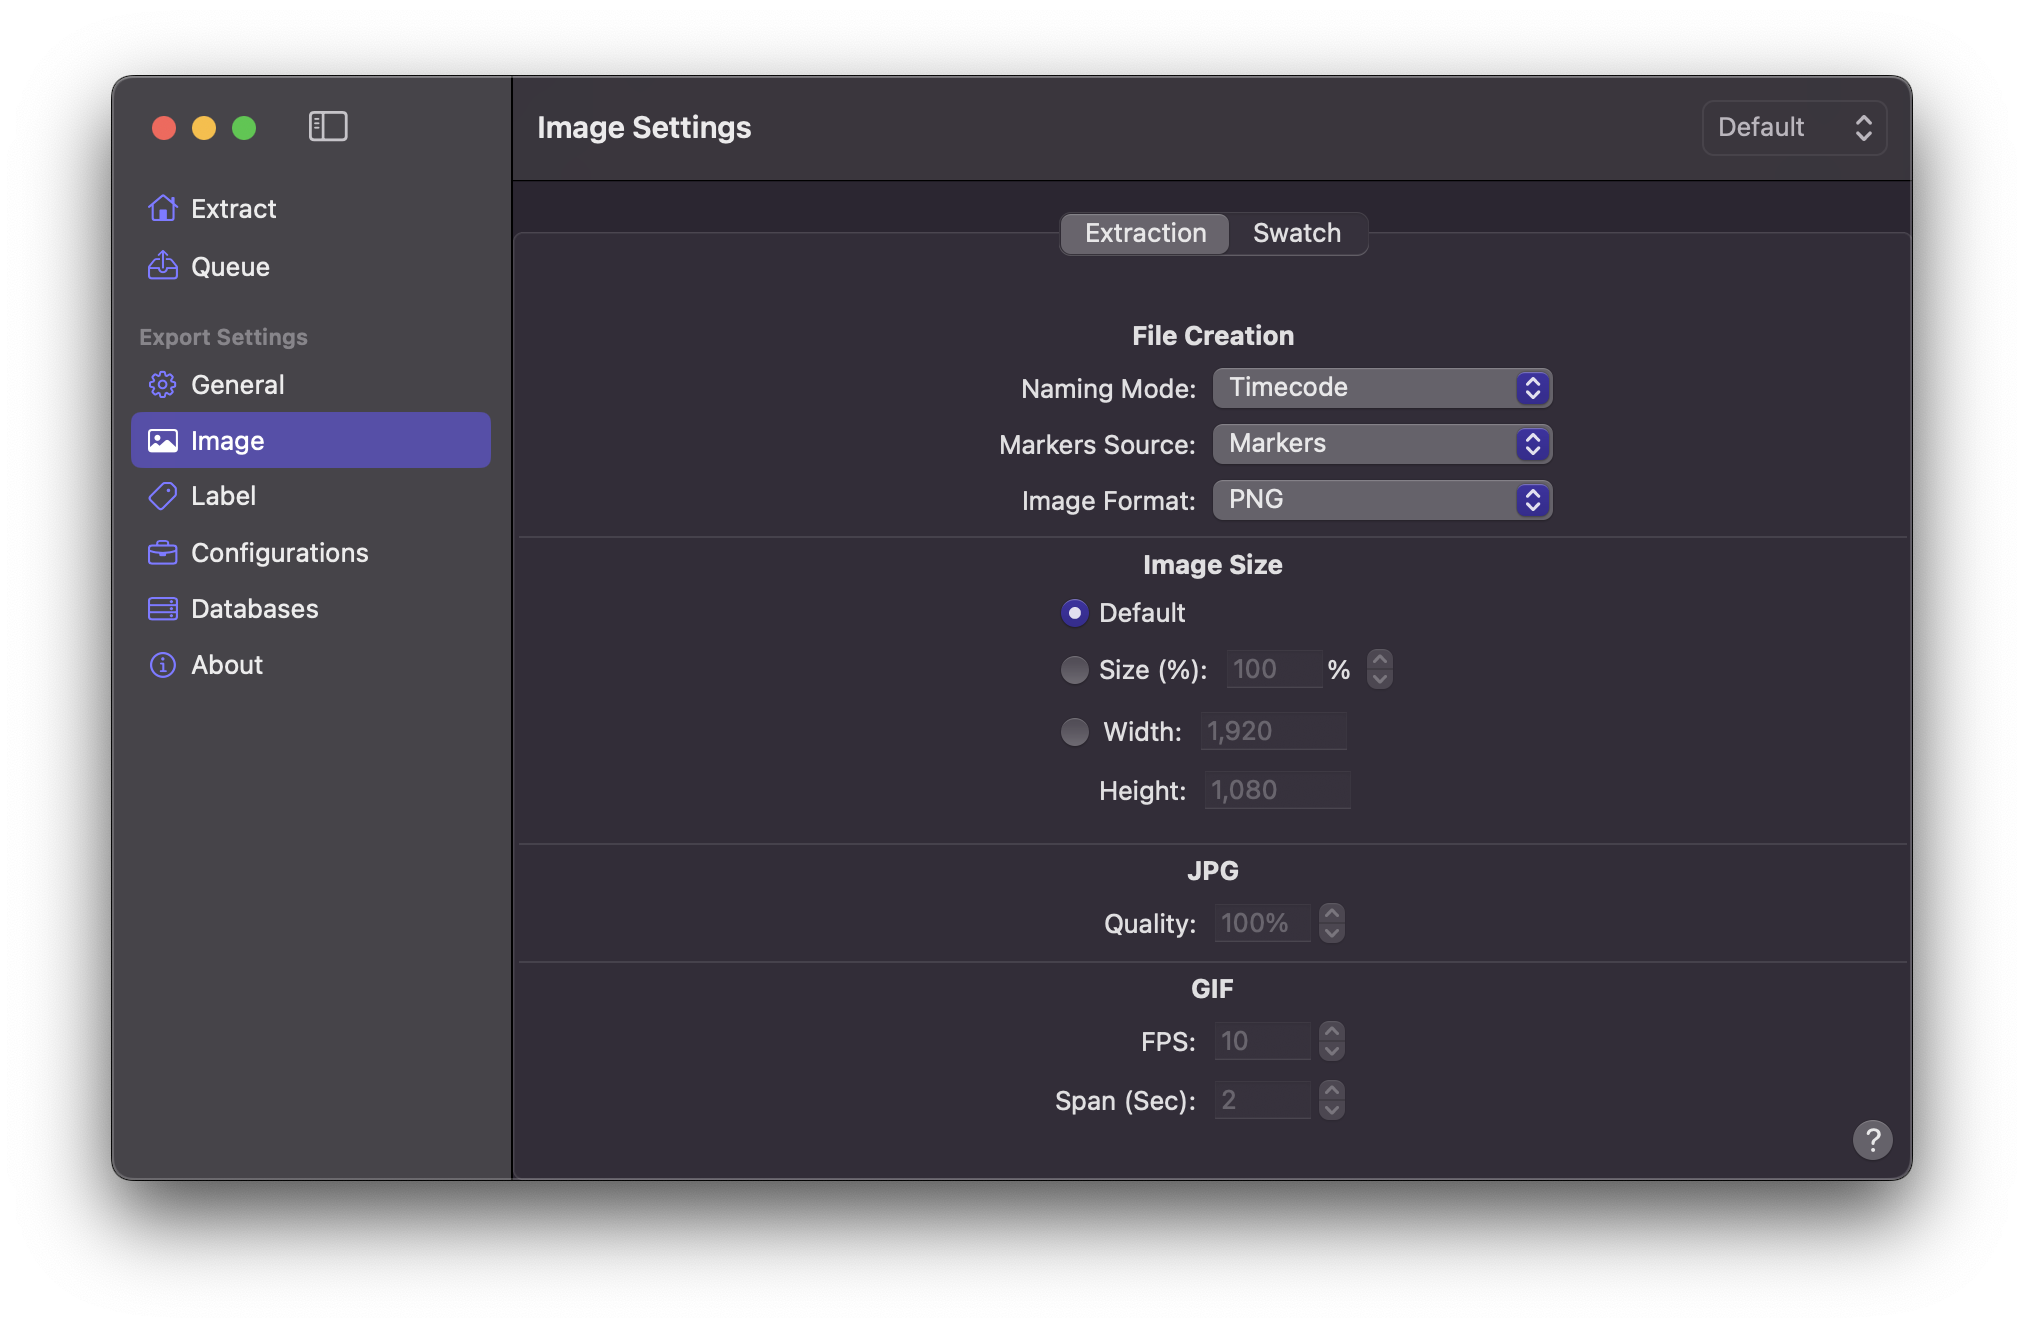 Image Settings
Default
Extract
Queue
Export Settings
General
Image
Label
Configurations
Databases
About
Extraction
Swatch
File Creation
Naming Mode: Timecode
Markers Source: Markers
Image Format: PNG
Image Size
Default
Size (%): 100 %
Width: 1,920
Height: 1,080
JPG
Quality: 100%
GIF
FPS: 10
Span (Sec): 2
?